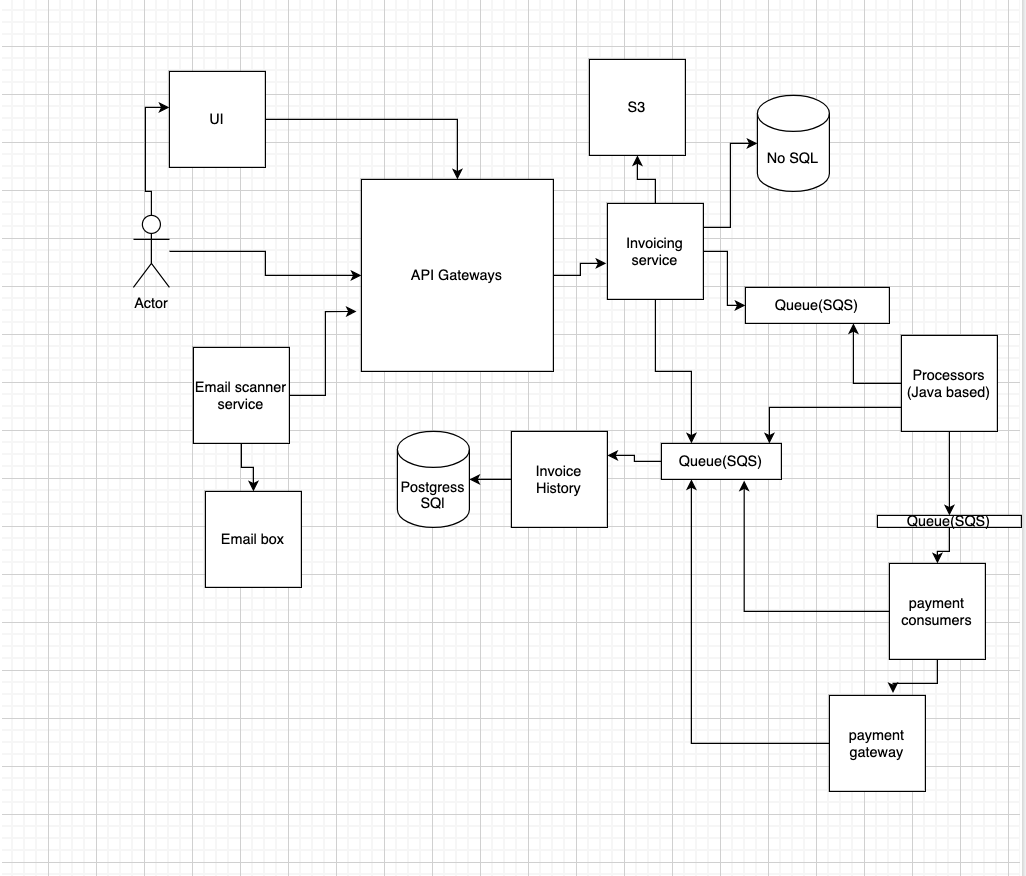 UI
S3
No SQL
Invoicing
service
API Gateways
Actor
Queue(SQS)
Email scanner
service
Processors
(Java based)
Queue(SQS)
Invoice
History
Postgress
SQl
Queue(SQS)
Email box
payment
consumers
payment
gateway